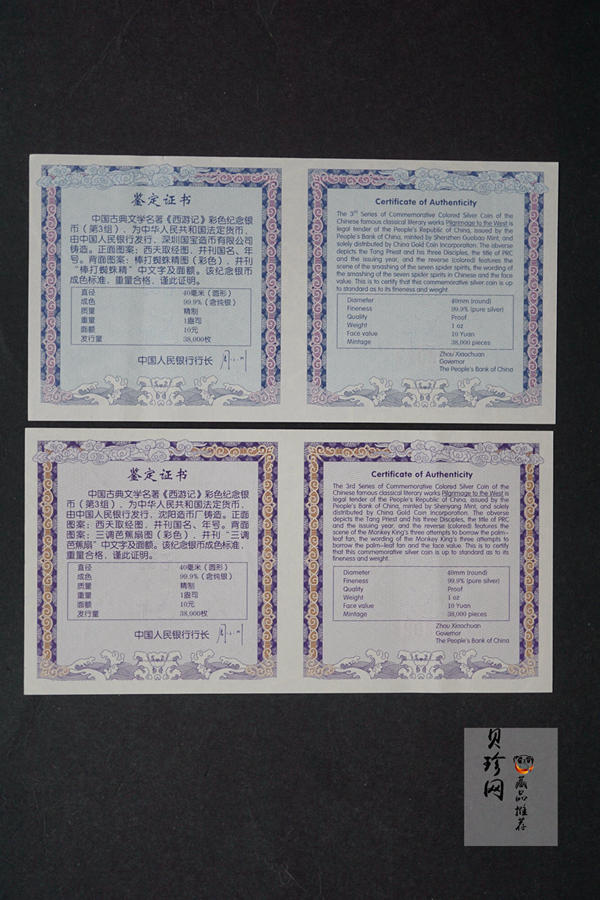 鉴定证书
中国古典文学名著《西游记》彩色纪念银
币（第3组），为中华人民共和国法定货币，
由中国人民银行发行，深圳国宝造币有限公司
铸造。正面图案：西天取经图，并刊国名、年
号。背面图案：棒打蜘蛛精图（彩色），并刊
“棒打蜘蛛精”中文字及面额。该纪念银币
成色标准，重量合格，谨此证明。
直径 40毫米（圆形）
成色 99.9%（含纯银）
质量 精制
重量 1盎司
面额 10元
发行量 38,000枚
中国人民银行行长
Certificate of Authenticity
The 3rd Series of Commemorative Colored Silver Coin of the
Chinese famous classical literary works Pilgrimage to the West is
legal tender of the People's Republic of China, issued by the
People's Bank of China, minted by Shenzhen Guobao Mint, and
solely distributed by China Gold Coin Incorporation. The obverse
depicts the Tang Priest and his three Disciples, the title of PRC
and the issuing year, and the reverse (colored) features the
scene of the smashing of the seven spider spirits, the wording of
the smashing of the seven spider spirits in Chinese and the face
value. This is to certify that this commemorative silver coin is up
to standard as to its fineness and weight.
Diameter 40mm (round)
Fineness 99.9% (pure silver)
Quality Proof
Weight 1 oz
Face value 10 Yuan
Mintage 38,000 pieces
Zhou Xiaochuan
Governor
The People's Bank of China
鉴定证书
中国古典文学名著《西游记》彩色纪念银
币（第3组），为中华人民共和国法定货币，
由中国人民银行发行，沈阳造币厂铸造。正面
图案：西天取经图，并刊国名、年号。背面
图案：三调芭蕉扇图（彩色），并刊“三调
芭蕉扇”中文字及面额。该纪念银币成色标准，
重量合格，谨此证明。
直径 40毫米（圆形）
成色 99.9%（含纯银）
质量 精制
重量 1盎司
面额 10元
发行量 38,000枚
中国人民银行行长
Certificate of Authenticity
The 3rd Series of Commemorative Colored Silver Coin of the
Chinese famous classical literary works Pilgrimage to the West is
legal tender of the People's Republic of China, issued by the
People's Bank of China, minted by Shenyang Mint, and solely
distributed by China Gold Coin Incorporation. The obverse
depicts the Tang Priest and his three Disciples, the title of PRC
and the issuing year, and the reverse (colored) features the
scene of the Monkey King's three attempts to borrow the palm-
leaf fan, the wording of the Monkey King's three attempts to
borrow the palm-leaf fan and the face value. This is to certify
that this commemorative silver coin is up to standard as to its
fineness and weight.
Diameter 40mm (round)
Fineness 99.9% (pure silver)
Quality Proof
Weight 1 oz
Face value 10 Yuan
Mintage 38,000 pieces
Zhou Xiaochuan
Governor
The People's Bank of China
贝珍网
藏品推荐